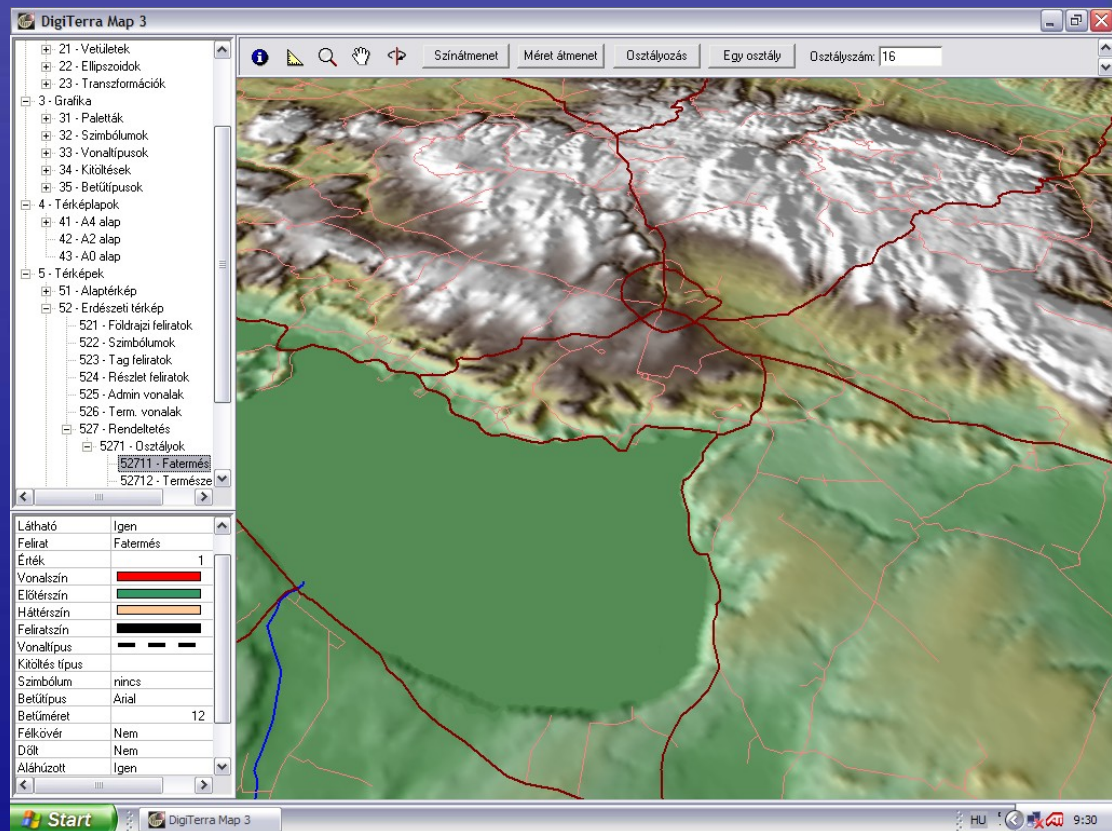 DigiTerra Map 3
21 - Vetületek
22 - Ellipszoidok
23 - Transzformációk
3 - Grafika
31 - Paletták
32 - Szimbólumok
33 - Vonaltípusok
34 - Kitöltések
35 - Betűtípusok
4 - Térképlapok
41 - A4 alap
42 - A2 alap
43 - A0 alap
5 - Térképek
51 - Alaptérkép
52 - Erdészeti térkép
521 - Földrajzi feliratok
522 - Szimbólumok
523 - Tag feliratok
524 - Részlet feliratok
525 - Admin vonalak
526 - Term. vonalak
527 - Rendeltetés
5271 - Osztályok
52711 - Fatermés
52712 - Természe
Színátmenet Méret átmenet Osztályozás Egy osztály Osztályszám: 16
Látható Igen
Felirat Fatermés
Érték 1
Vonalszín
Előtérszín
Háttérszín
Feliratszín
Vonaltípus
Kitöltés típus
Szimbólum nincs
Betűtípus Arial
Betűméret 12
Félkövér Nem
Dőlt Nem
Aláhúzott Igen
Start DigiTerra Map 3 HU 9:30